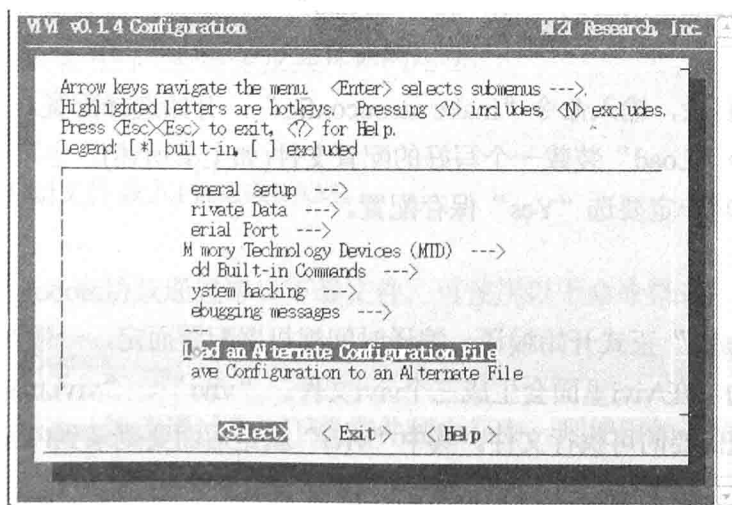 VIVI v0.1.4 Configuration MIZI Research, Inc.
Arrow keys navigate the menu. <Enter> selects submenus --->.
Highlighted letters are hotkeys. Pressing <Y> includes, <N> excludes.
Press <Esc><Esc> to exit, <?> for Help.
Legend: [*] built-in, [ ] excluded
eneral setup --->
rivate Data --->
erial Port --->
M mory Technology Devices (MTD) --->
dd Built-in Commands --->
ystem hacking --->
ebugging messages --->
load an Alternate Configuration File
ave Configuration to an Alternate File
<Select> < Exit > < Help >